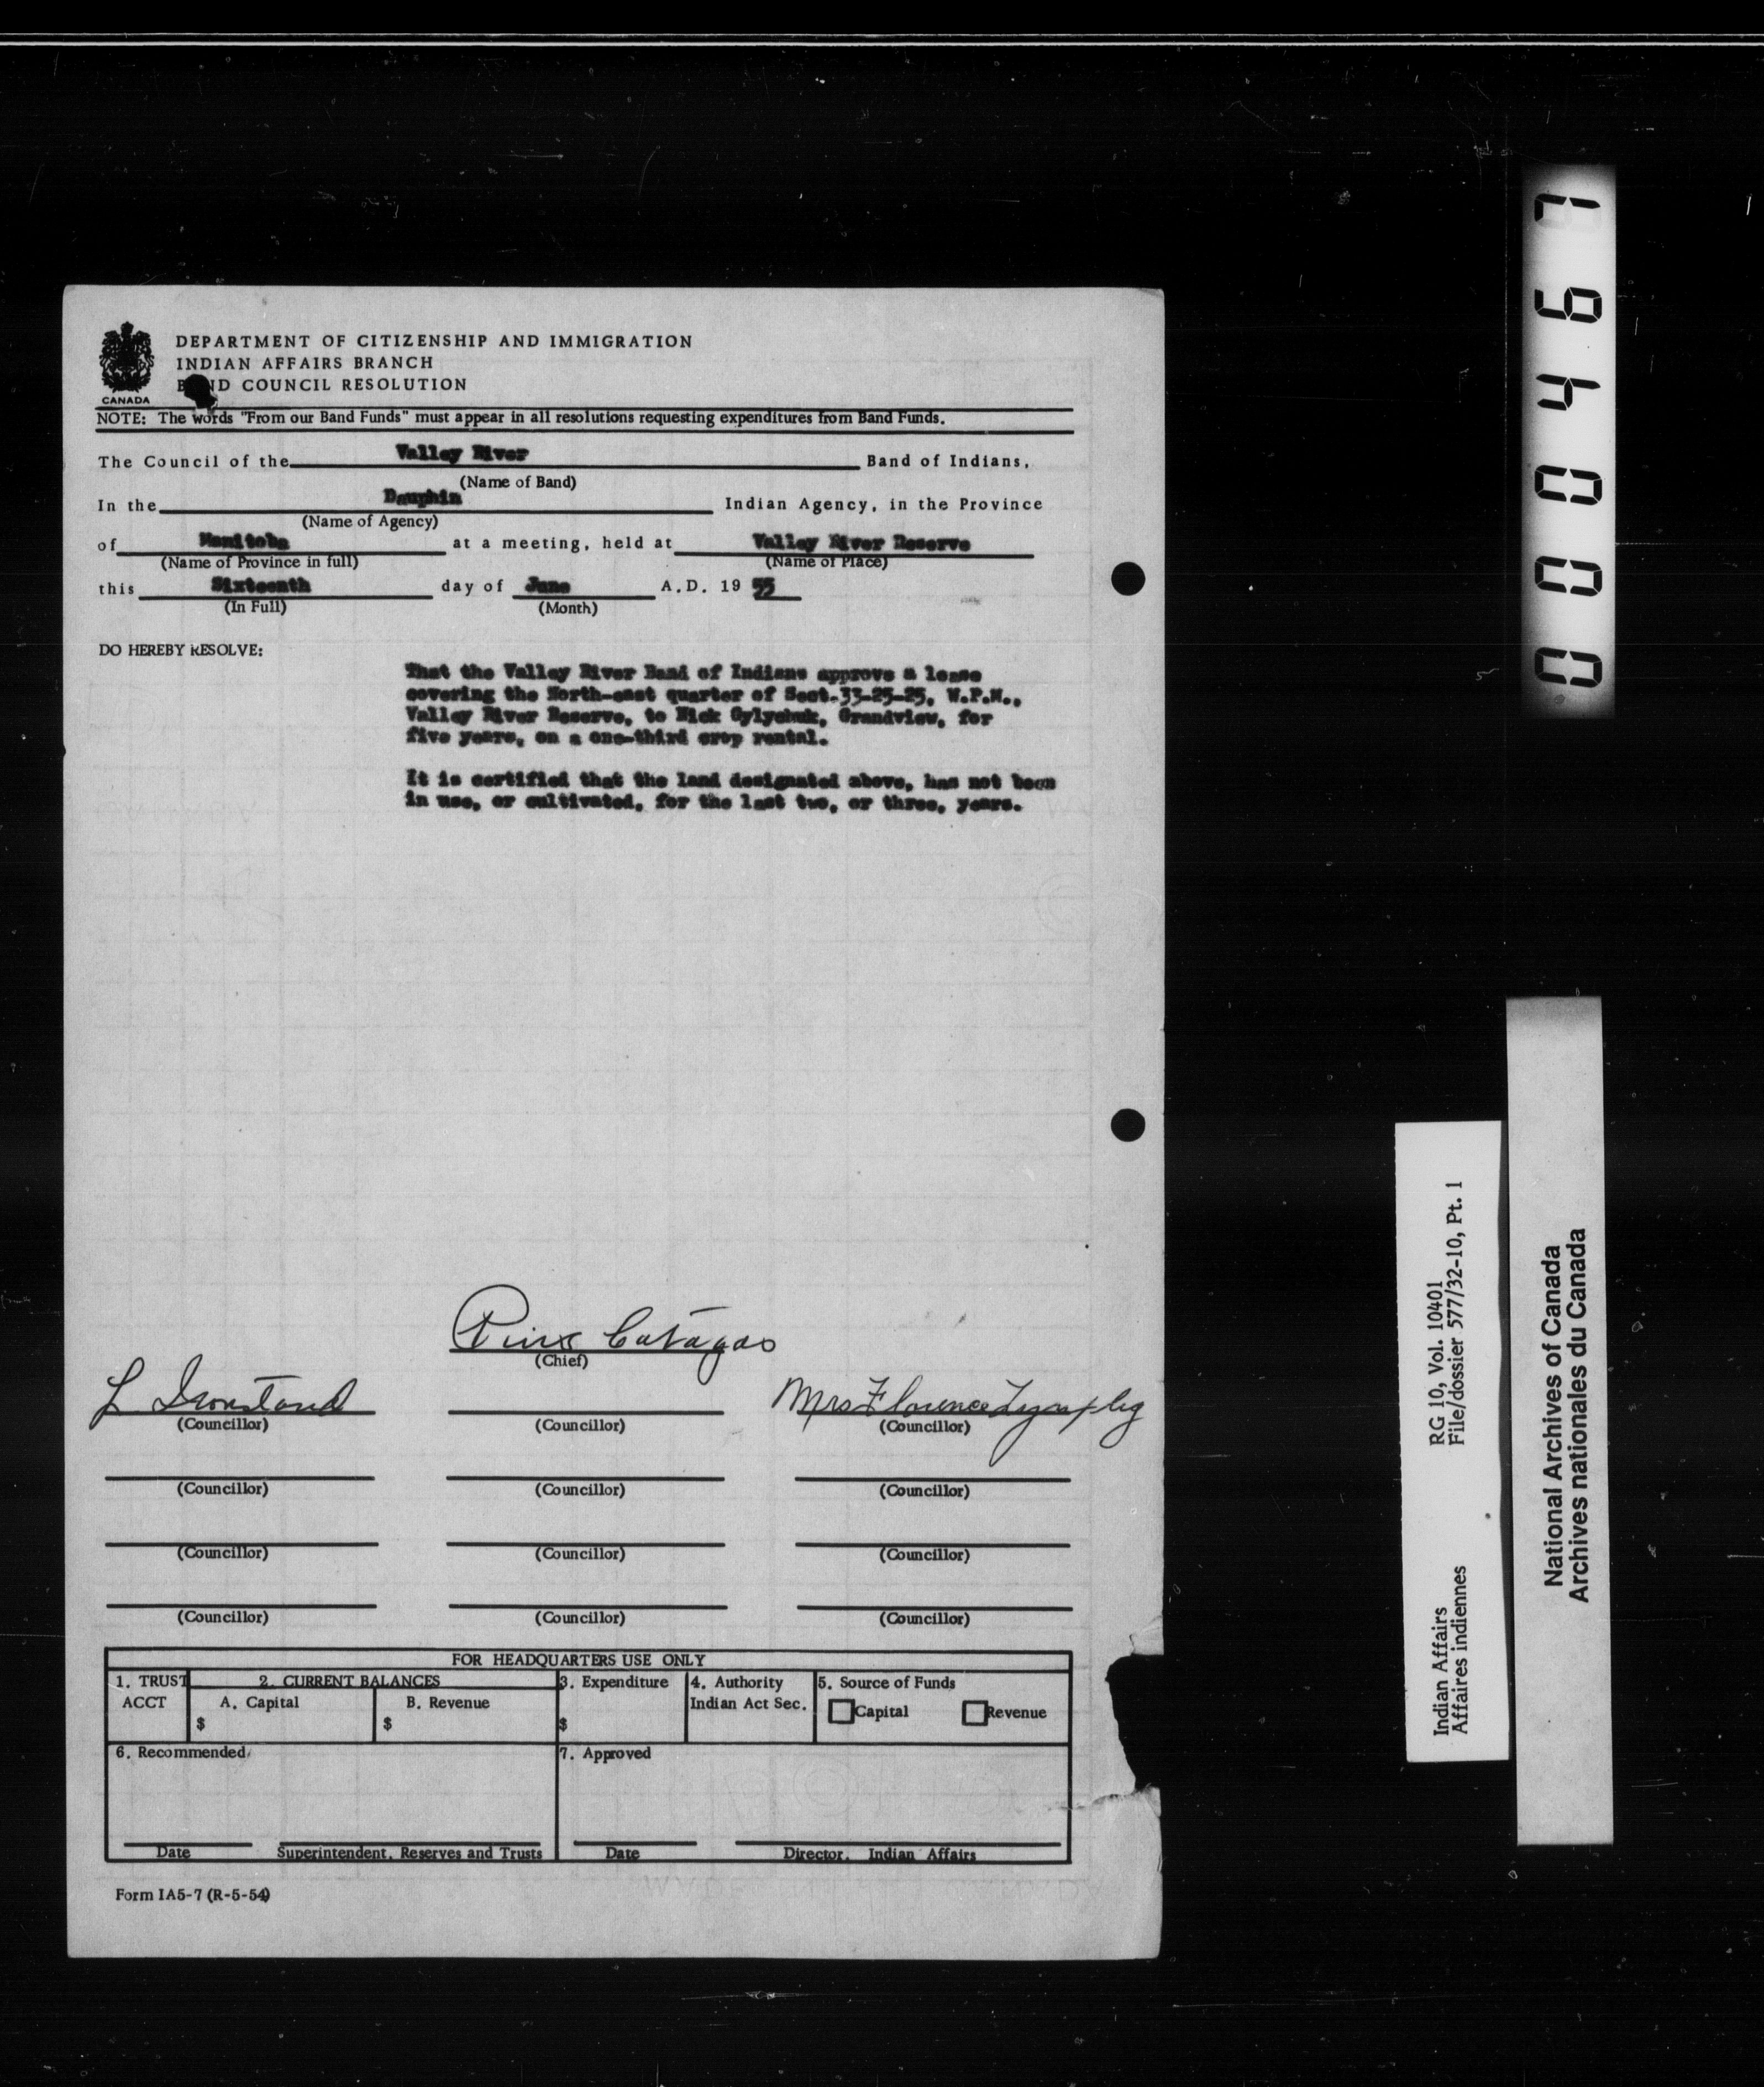 DEPARTMENT OF CITIZENSHIP AND IMMIGRATION
INDIAN AFFAIRS BRANCH
BAND COUNCIL RESOLUTION
CANADA
NOTE: The words "From our Band Funds" must appear in all resolutions requesting expenditures from Band Funds.
The Council of the Valley River Band of Indians,
(Name of Band)
In the Dauphin Indian Agency, in the Province
(Name of Agency)
of Manitoba at a meeting, held at Valley River Reserve
(Name of Province in full) (Name of Place)
this Sixteenth day of June A.D. 19 55
(In Full) (Month)
DO HEREBY RESOLVE:
That the Valley River Band of Indians approve a lease
covering the North-east quarter of Sect.33-25-25, W.P.M.,
Valley River Reserve, to Nick Gylychuk, Grandview, for
five years, on a one-third crop rental.
It is certified that the land designated above, has not been
in use, or cultivated, for the last two, or three, years.
Catagas
(Chief)
L Mrs Florence
(Councillor) (Councillor) (Councillor)
(Councillor) (Councillor) (Councillor)
(Councillor) (Councillor) (Councillor)
(Councillor) (Councillor) (Councillor)
FOR HEADQUARTERS USE ONLY
1. TRUST 2. CURRENT BALANCES 3. Expenditure 4. Authority 5. Source of Funds
ACCT A. Capital B. Revenue Indian Act Sec. Capital Revenue
$ $ $
6. Recommended 7. Approved
Date Superintendent, Reserves and Trusts Date Director, Indian Affairs
Form IA5-7 (R-5-54)
000467
RG 10, Vol. 10401
File/dossier 577/32-10, Pt. 1
Indian Affairs
Affaires indiennes
National Archives of Canada
Archives nationales du Canada